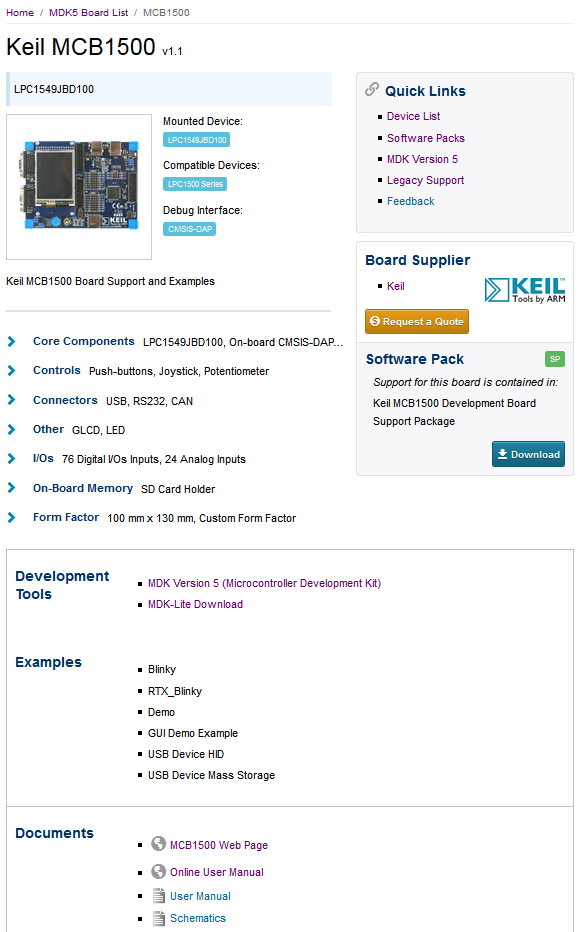 Home / MDK5 Board List / MCB1500
Keil MCB1500 v1.1
LPC1549JBD100
Mounted Device:
LPC1549JBD100
Compatible Devices:
LPC1500 Series
Debug Interface:
CMSIS-DAP
KEIL
Keil MCB1500 Board Support and Examples
Core Components LPC1549JBD100, On-board CMSIS-DAP...
Controls Push-buttons, Joystick, Potentiometer
Connectors USB, RS232, CAN
Other GLCD, LED
I/Os 76 Digital I/Os Inputs, 24 Analog Inputs
On-Board Memory SD Card Holder
Form Factor 100 mm x 130 mm, Custom Form Factor
Quick Links
Device List
Software Packs
MDK Version 5
Legacy Support
Feedback
Board Supplier
Keil
KEIL™
Tools by ARM
Request a Quote
Software Pack SP
Support for this board is contained in:
Keil MCB1500 Development Board
Support Package
Download
Development
Tools
MDK Version 5 (Microcontroller Development Kit)
MDK-Lite Download
Examples
Blinky
RTX_Blinky
Demo
GUI Demo Example
USB Device HID
USB Device Mass Storage
Documents
MCB1500 Web Page
Online User Manual
User Manual
Schematics